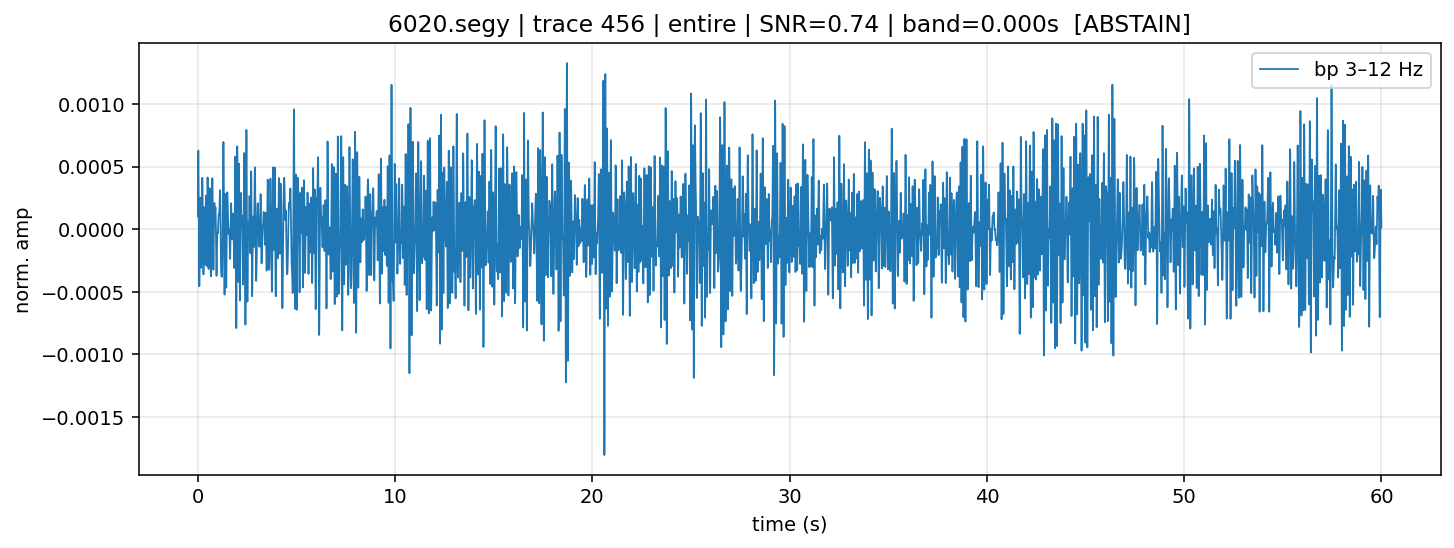 6020.segy | trace 456 | entire | SNR=0.74 | band=0.000s  [ABSTAIN]
bp 3–12 Hz
norm. amp
0.0010
0.0005
0.0000
−0.0005
−0.0010
−0.0015
0 10 20 30 40 50 60
time (s)